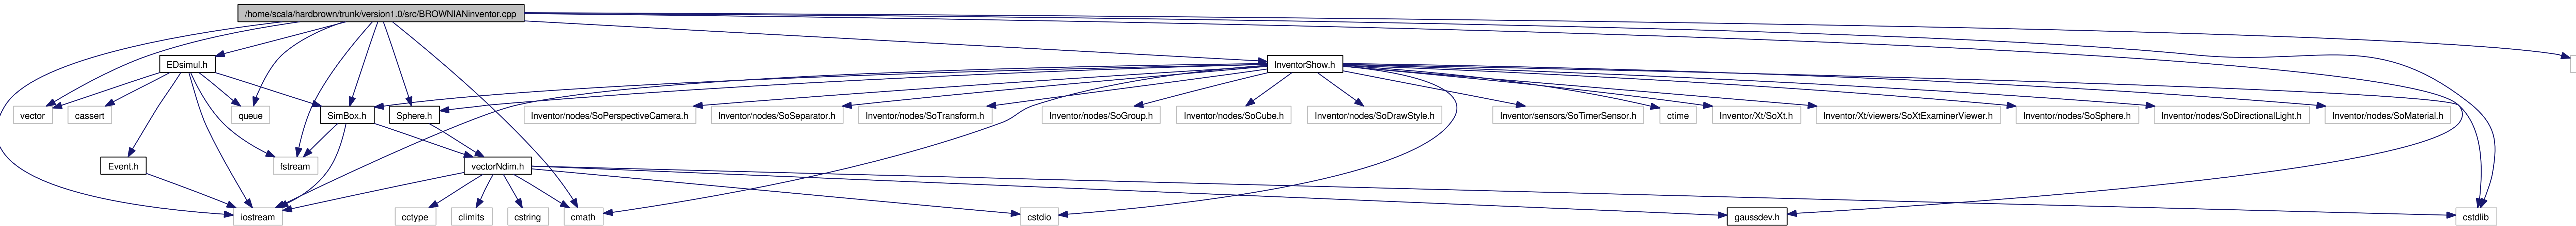 /home/scala/hardbrown/trunk/version1.0/src/BROWNIANinventor.cpp
EDsimul.h
InventorShow.h
vector
cassert
queue
SimBox.h
Sphere.h
Inventor/nodes/SoPerspectiveCamera.h
Inventor/nodes/SoSeparator.h
Inventor/nodes/SoTransform.h
Inventor/nodes/SoGroup.h
Inventor/nodes/SoCube.h
Inventor/nodes/SoDrawStyle.h
Inventor/sensors/SoTimerSensor.h
ctime
Inventor/Xt/SoXt.h
Inventor/Xt/viewers/SoXtExaminerViewer.h
Inventor/nodes/SoSphere.h
Inventor/nodes/SoDirectionalLight.h
Inventor/nodes/SoMaterial.h
Event.h
fstream
vectorNdim.h
iostream
cctype
climits
cstring
cmath
cstdio
gaussdev.h
cstdlib